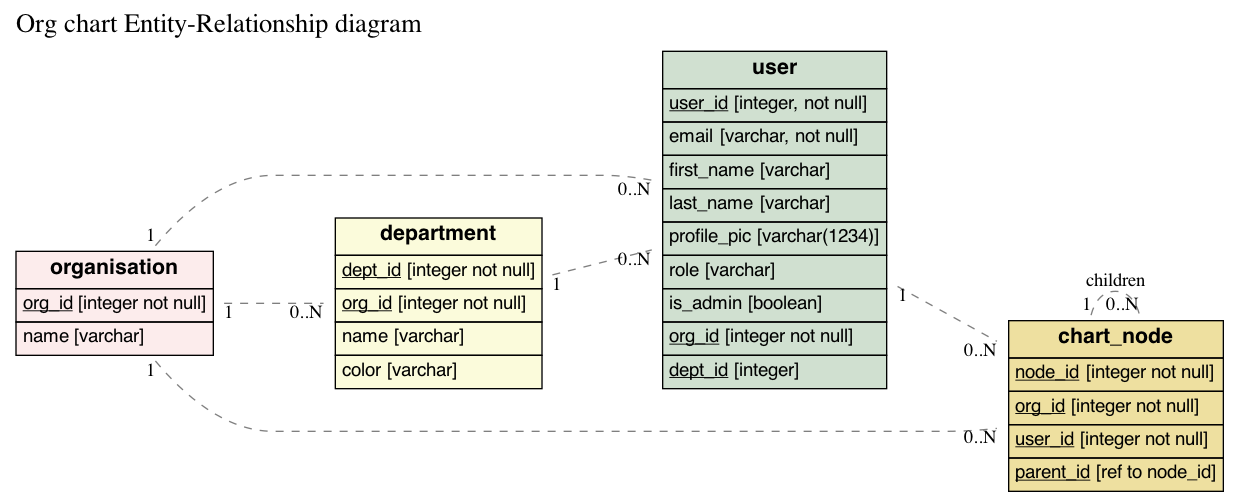 Org chart Entity-Relationship diagram
user
user_id [integer, not null]
email [varchar, not null]
first_name [varchar]
last_name [varchar]
profile_pic [varchar(1234)]
role [varchar]
is_admin [boolean]
org_id [integer not null]
dept_id [integer]
department
dept_id [integer not null]
org_id [integer not null]
name [varchar]
color [varchar]
organisation
org_id [integer not null]
name [varchar]
chart_node
node_id [integer not null]
org_id [integer not null]
user_id [integer not null]
parent_id [ref to node_id]
1
0..N
1
0..N
1
0..N
1
0..N
1
0..N
children
1
0..N